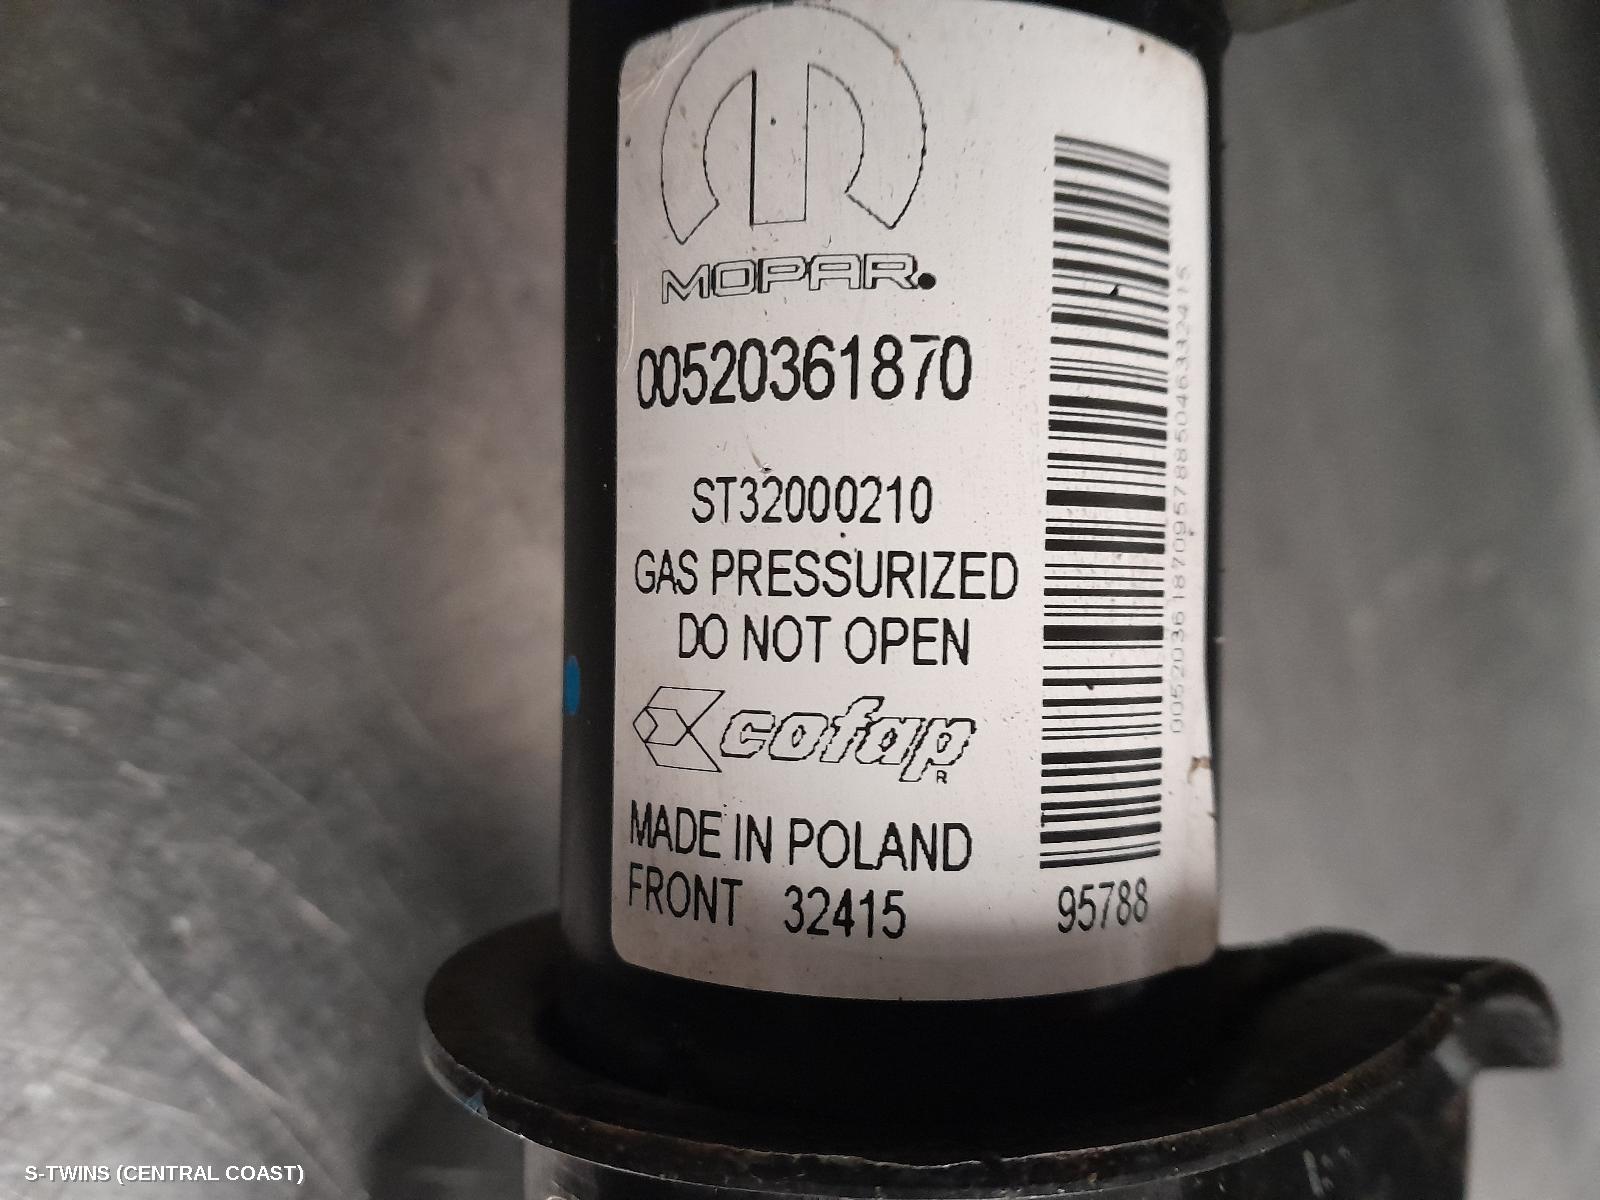 MOPAR.
00520361870
ST32000210
GAS PRESSURIZED
DO NOT OPEN
cofap
R
MADE IN POLAND
FRONT 32415
95788
S-TWINS (CENTRAL COAST)